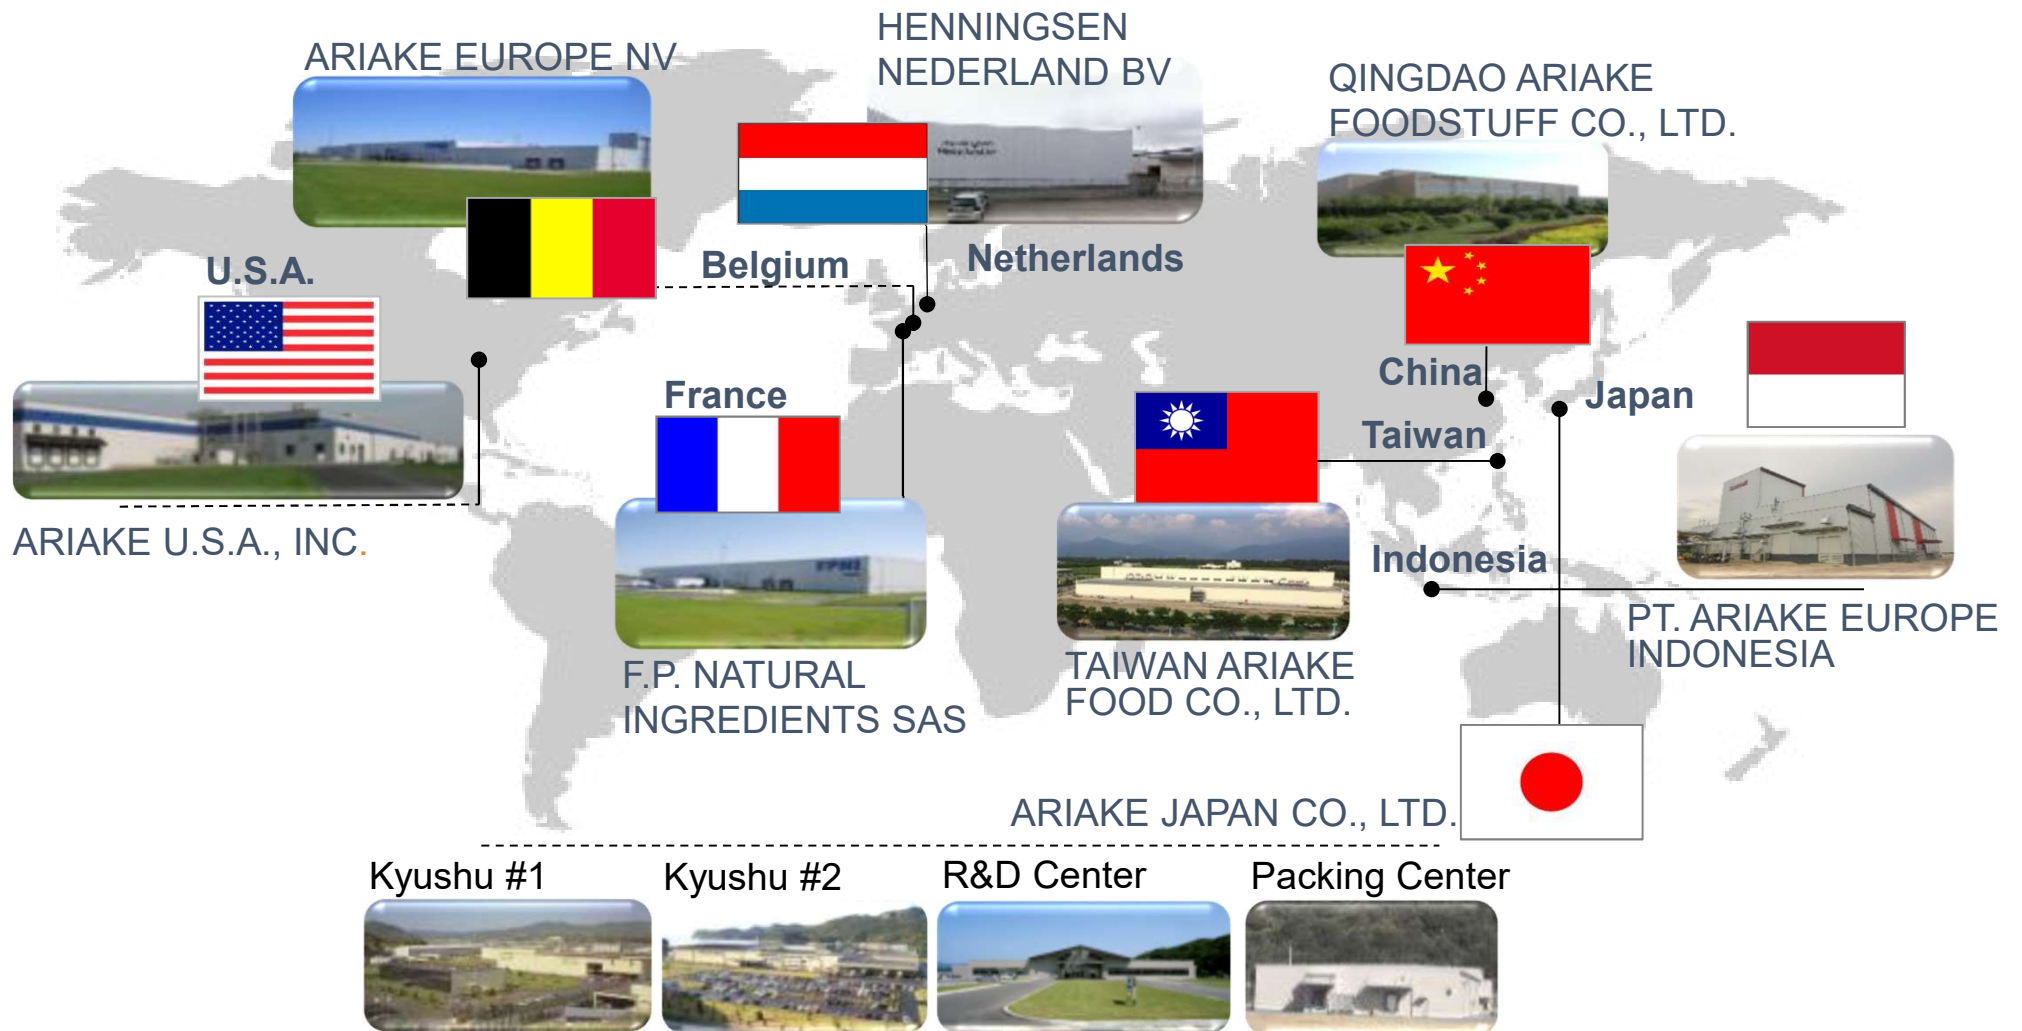 ARIAKE EUROPE NV
HENNINGSEN
NEDERLAND BV
QINGDAO ARIAKE
FOODSTUFF CO., LTD.
U.S.A.
Belgium
Netherlands
China
Japan
France
Taiwan
ARIAKE U.S.A., INC.
Indonesia
FPNI
PT. ARIAKE EUROPE
INDONESIA
F.P. NATURAL
INGREDIENTS SAS
TAIWAN ARIAKE
FOOD CO., LTD.
ARIAKE JAPAN CO., LTD.
Kyushu #1
Kyushu #2
R&D Center
Packing Center